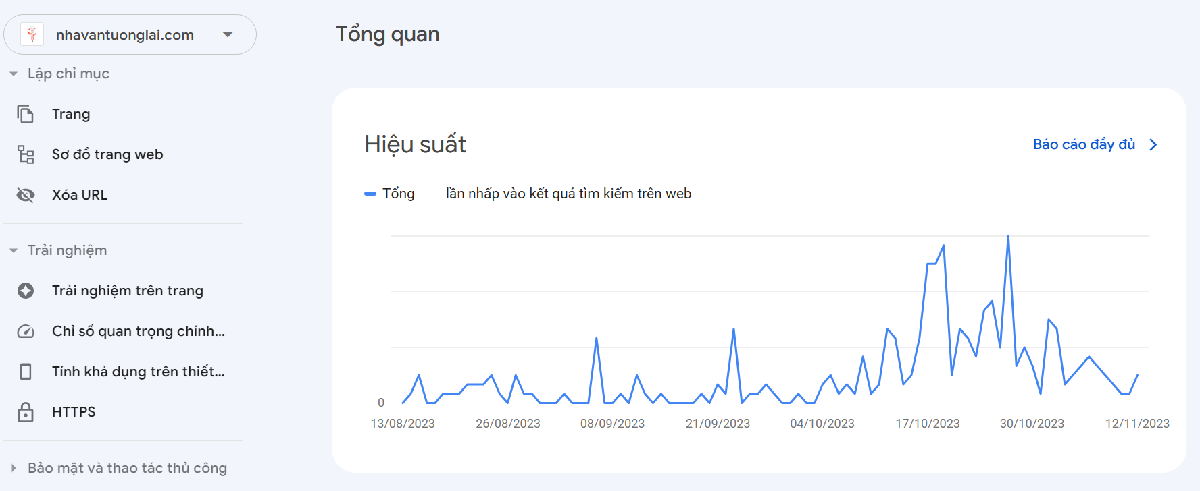 nhavantuonglai.com
Lập chỉ mục
Trang
Sơ đồ trang web
Xóa URL
Trải nghiệm
Trải nghiệm trên trang
Chỉ số quan trọng chính...
Tính khả dụng trên thiết...
HTTPS
Bảo mật và thao tác thủ công
Tổng quan
Hiệu suất
Báo cáo đầy đủ
Tổng lần nhấp vào kết quả tìm kiếm trên web
0
13/08/2023 26/08/2023 08/09/2023 21/09/2023 04/10/2023 17/10/2023 30/10/2023 12/11/2023